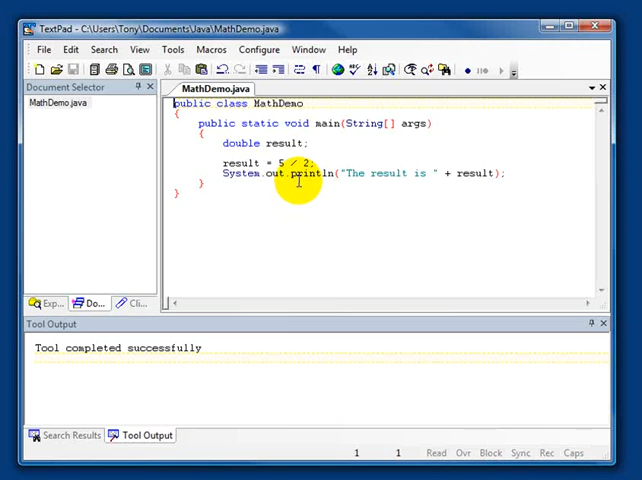 TextPad - C:\Users\Tony\Documents\Java\MathDemo.java
File Edit Search View Tools Macros Configure Window Help
Document Selector
MathDemo.java
MathDemo.java
public class MathDemo
{
public static void main(String[] args)
{
double result;
result = 5 / 2;
System.out.println("The result is " + result);
}
}
Exp... Do... Cli...
Tool Output
Tool completed successfully
Search Results Tool Output
1 1 Read Ovr Block Sync Rec Caps